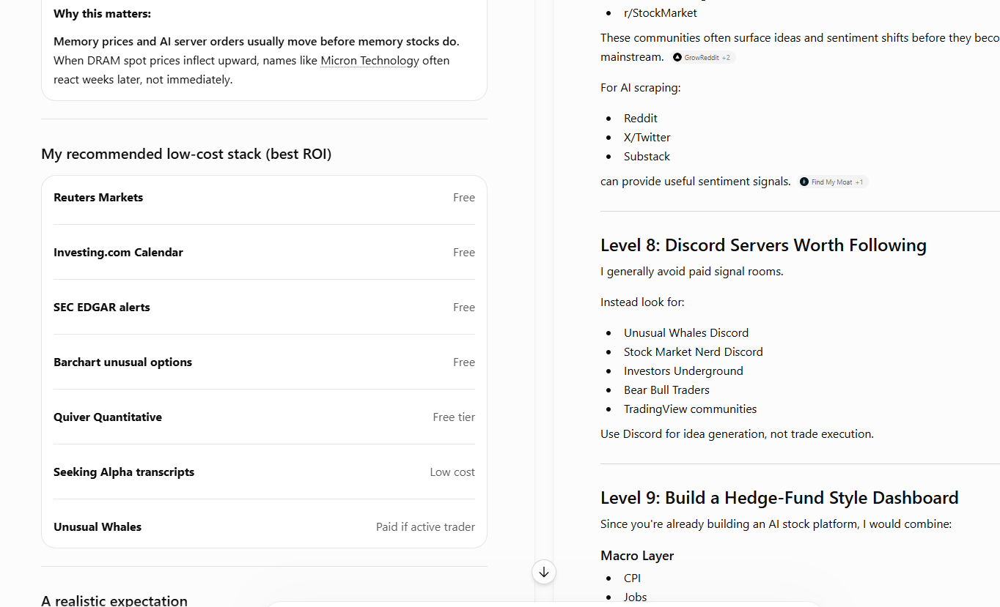 Why this matters:
Memory prices and AI server orders usually move before memory stocks do.
When DRAM spot prices inflect upward, names like Micron Technology often
react weeks later, not immediately.
My recommended low-cost stack (best ROI)
Reuters Markets Free
Investing.com Calendar Free
SEC EDGAR alerts Free
Barchart unusual options Free
Quiver Quantitative Free tier
Seeking Alpha transcripts Low cost
Unusual Whales Paid if active trader
A realistic expectation
• r/StockMarket
These communities often surface ideas and sentiment shifts before they beco
mainstream. GrowReddit +2
For AI scraping:
• Reddit
• X/Twitter
• Substack
can provide useful sentiment signals. Find My Moat +1
Level 8: Discord Servers Worth Following
I generally avoid paid signal rooms.
Instead look for:
• Unusual Whales Discord
• Stock Market Nerd Discord
• Investors Underground
• Bear Bull Traders
• TradingView communities
Use Discord for idea generation, not trade execution.
Level 9: Build a Hedge-Fund Style Dashboard
Since you're already building an AI stock platform, I would combine:
Macro Layer
• CPI
• Jobs